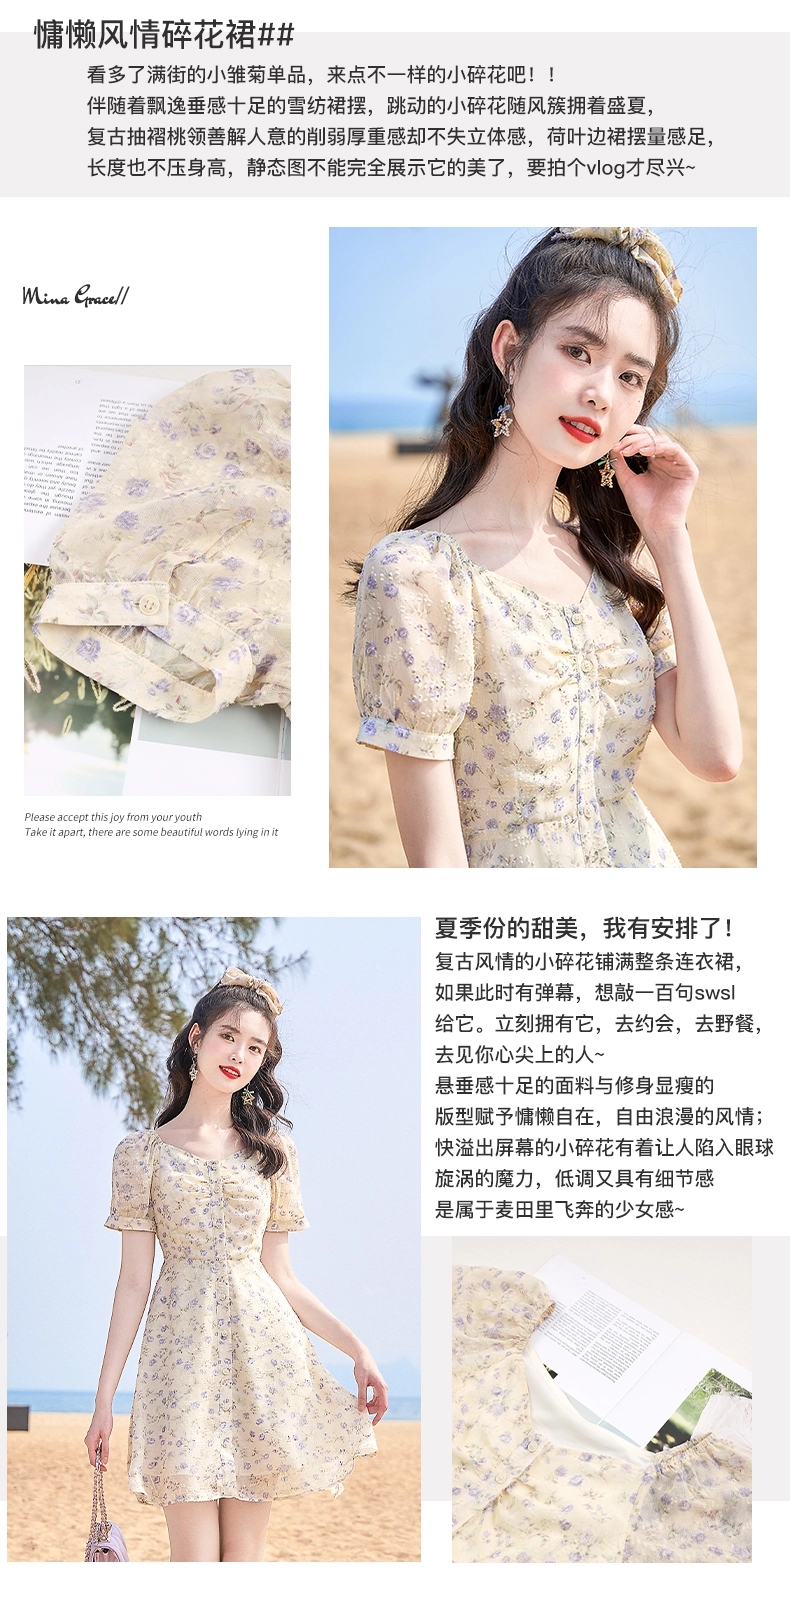 慵懒风情碎花裙##
看多了满街的小雏菊单品，来点不一样的小碎花吧！！
伴随着飘逸垂感十足的雪纺裙摆，跳动的小碎花随风簇拥着盛夏，
复古抽褶桃领善解人意的削弱厚重感却不失立体感，荷叶边裙摆量感足，
长度也不压身高，静态图不能完全展示它的美了，要拍个vlog才尽兴~
Mina Grace//
Please accept this joy from your youth
Take it apart, there are some beautiful words lying in it
夏季份的甜美，我有安排了！
复古风情的小碎花铺满整条连衣裙，
如果此时有弹幕，想敲一百句swsl
给它。立刻拥有它，去约会，去野餐，
去见你心尖上的人~
悬垂感十足的面料与修身显瘦的
版型赋予慵懒自在，自由浪漫的风情；
快溢出屏幕的小碎花有着让人陷入眼球
旋涡的魔力，低调又具有细节感
是属于麦田里飞奔的少女感~